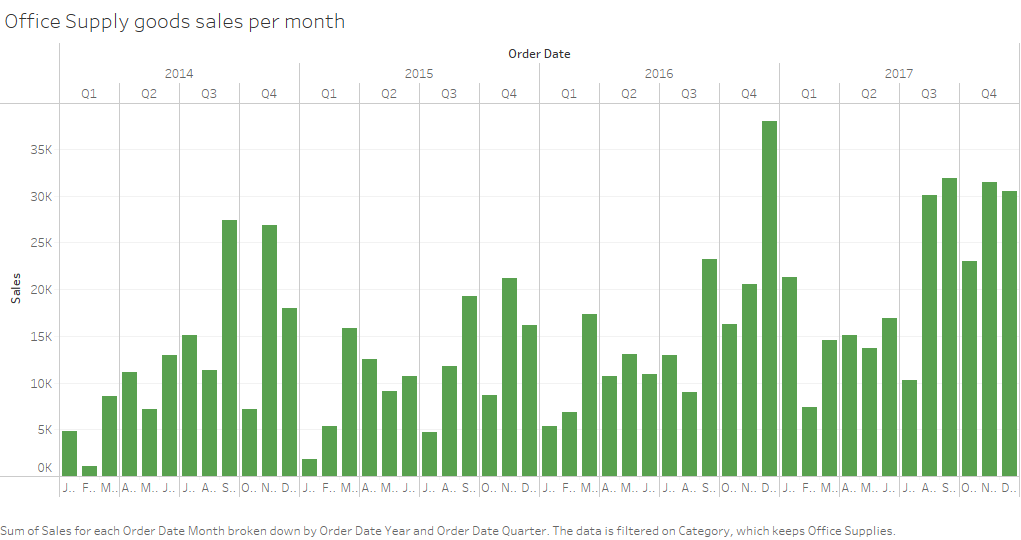 Office Supply goods sales per month
Order Date
2014 2015 2016 2017
Q1 Q2 Q3 Q4 Q1 Q2 Q3 Q4 Q1 Q2 Q3 Q4 Q1 Q2 Q3 Q4
Sales
35K
30K
25K
20K
15K
10K
5K
0K
J.. F.. M.. A.. M.. J.. J.. A.. S.. O.. N.. D.. J.. F.. M.. A.. M.. J.. J.. A.. S.. O.. N.. D.. J.. F.. M.. A.. M.. J.. J.. A.. S.. O.. N.. D.. J.. F.. M.. A.. M.. J.. J.. A.. S.. O.. N.. D..
Sum of Sales for each Order Date Month broken down by Order Date Year and Order Date Quarter. The data is filtered on Category, which keeps Office Supplies.